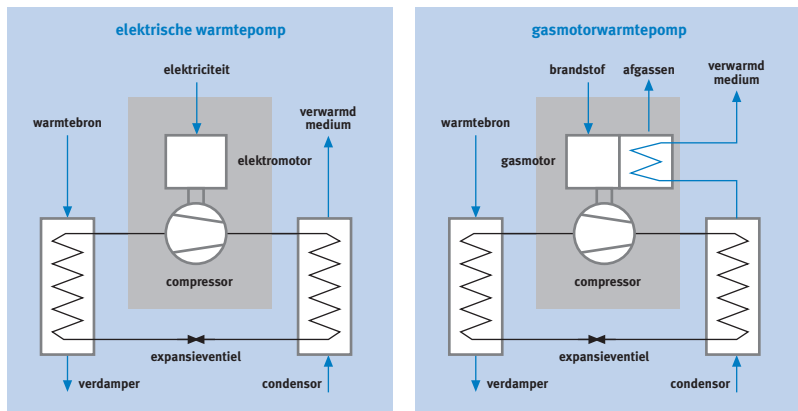 elektrische warmtepomp
elektriciteit
warmtebron
verwarmd
medium
elektromotor
compressor
expansieventiel
verdamper
condensor
gasmotorwarmtepomp
brandstof
afgassen
verwarmd
medium
warmtebron
gasmotor
compressor
expansieventiel
verdamper
condensor